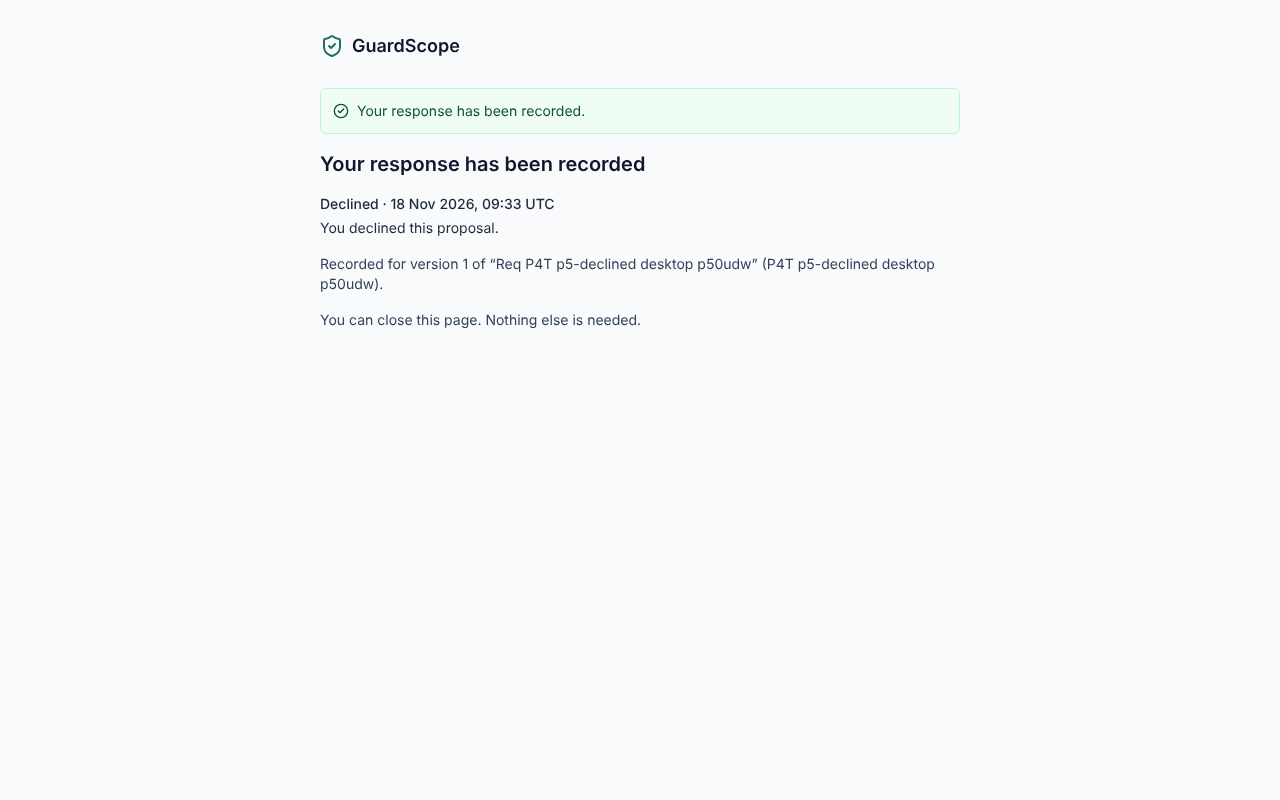 GuardScope
Your response has been recorded.
Your response has been recorded
Declined · 18 Nov 2026, 09:33 UTC
You declined this proposal.
Recorded for version 1 of “Req P4T p5-declined desktop p50udw” (P4T p5-declined desktop
p50udw).
You can close this page. Nothing else is needed.